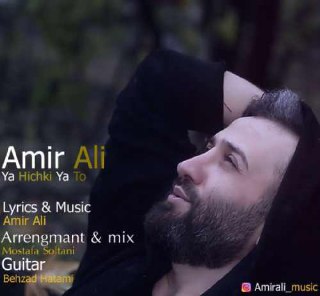 Amir Ali
Ya Hichki Ya To
Lyrics & Music
Amir Ali
Arrengmant & mix
Mostafa Soltani
Guitar
Behzad Hatami
Amirali_music